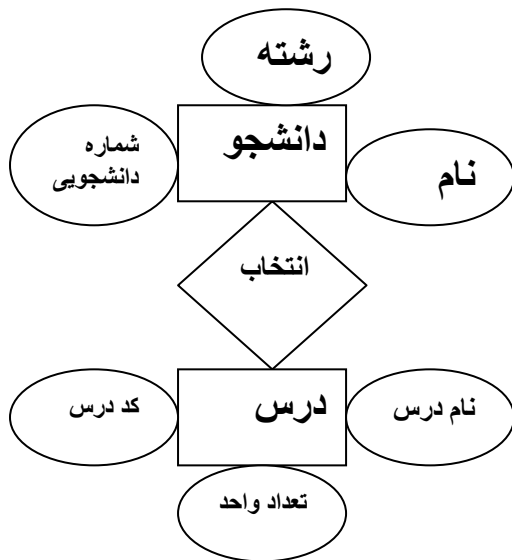 رشته
دانشجو
شماره
دانشجویی
نام
انتخاب
درس
کد درس
نام درس
تعداد واحد